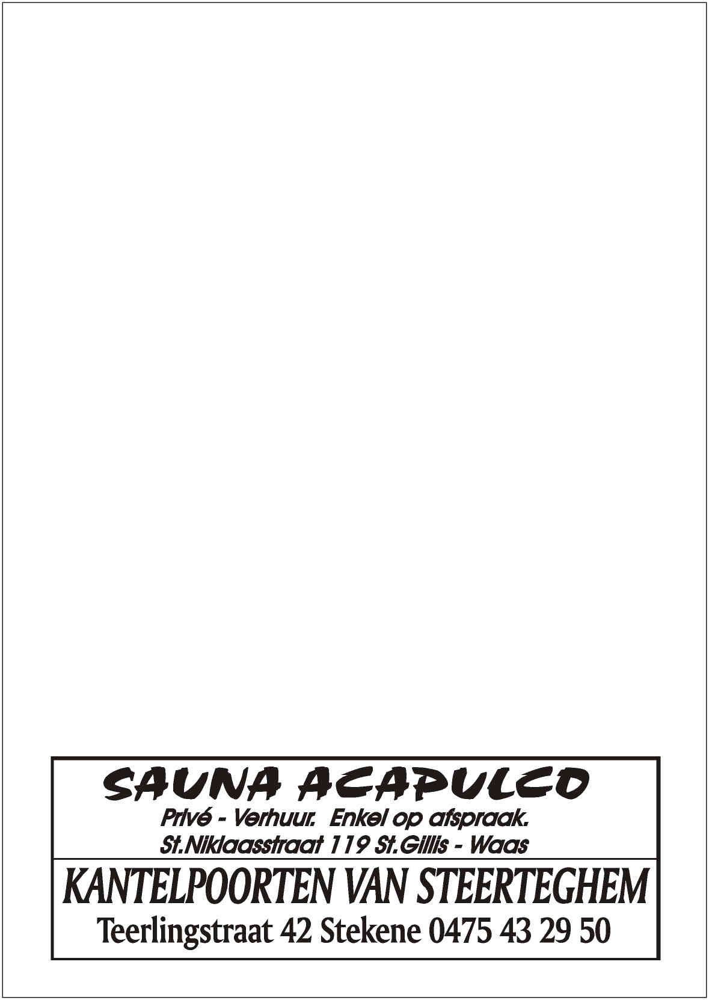 SAUNA ACAPULCO
Privé - Verhuur. Enkel op afspraak.
St.Niklaasstraat 119 St.Gillis - Waas
KANTELPOORTEN VAN STEERTEGHEM
Teerlingstraat 42 Stekene 0475 43 29 50